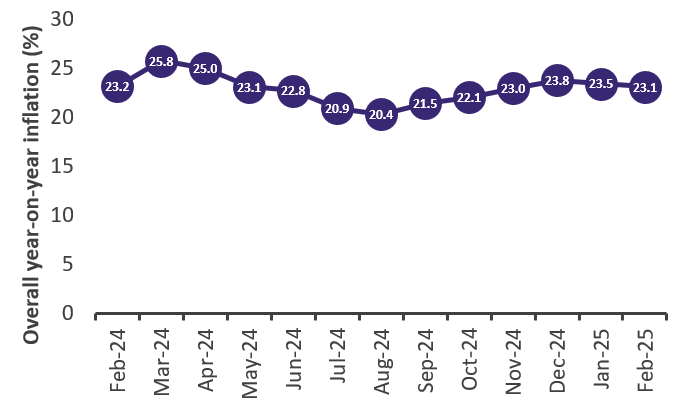 Overall year-on-year inflation (%)
30
25
20
15
10
5
0
23.2
25.8
25.0
23.1
22.8
20.9
20.4
21.5
22.1
23.0
23.8
23.5
23.1
Feb-24
Mar-24
Apr-24
May-24
Jun-24
Jul-24
Aug-24
Sep-24
Oct-24
Nov-24
Dec-24
Jan-25
Feb-25